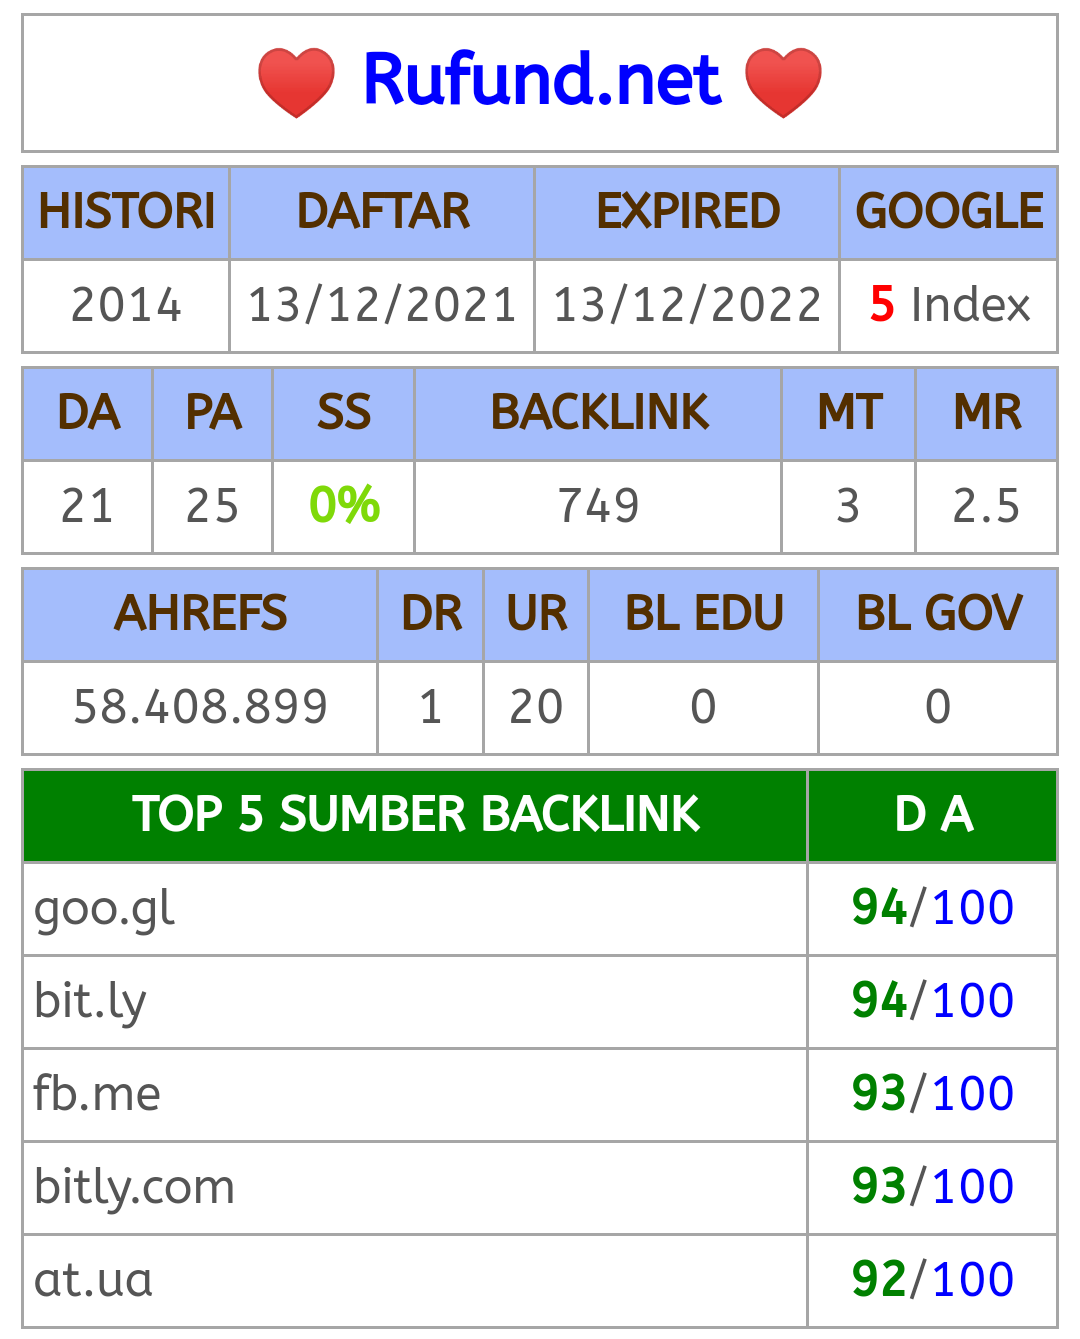 ❤️ Rufund.net ❤️
HISTORI DAFTAR EXPIRED GOOGLE
2014 13/12/2021 13/12/2022 5 Index
DA PA SS BACKLINK MT MR
21 25 0% 749 3 2.5
AHREFS DR UR BL EDU BL GOV
58.408.899 1 20 0 0
TOP 5 SUMBER BACKLINK D A
goo.gl 94/100
bit.ly 94/100
fb.me 93/100
bitly.com 93/100
at.ua 92/100